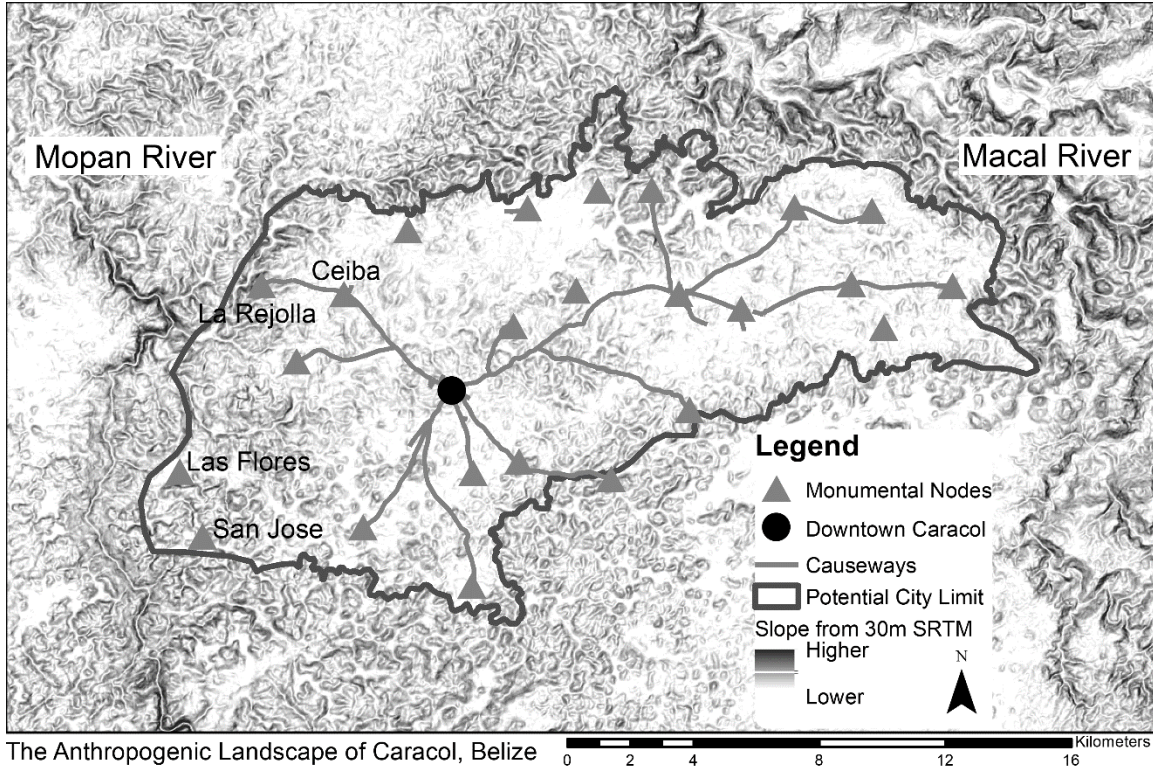 Mopan River
Macal River
Ceiba
La Rejolla
Las Flores
San Jose
Legend
Monumental Nodes
Downtown Caracol
Causeways
Potential City Limit
Slope from 30m SRTM
Higher
Lower
N
The Anthropogenic Landscape of Caracol, Belize
Kilometers
0 2 4 8 12 16